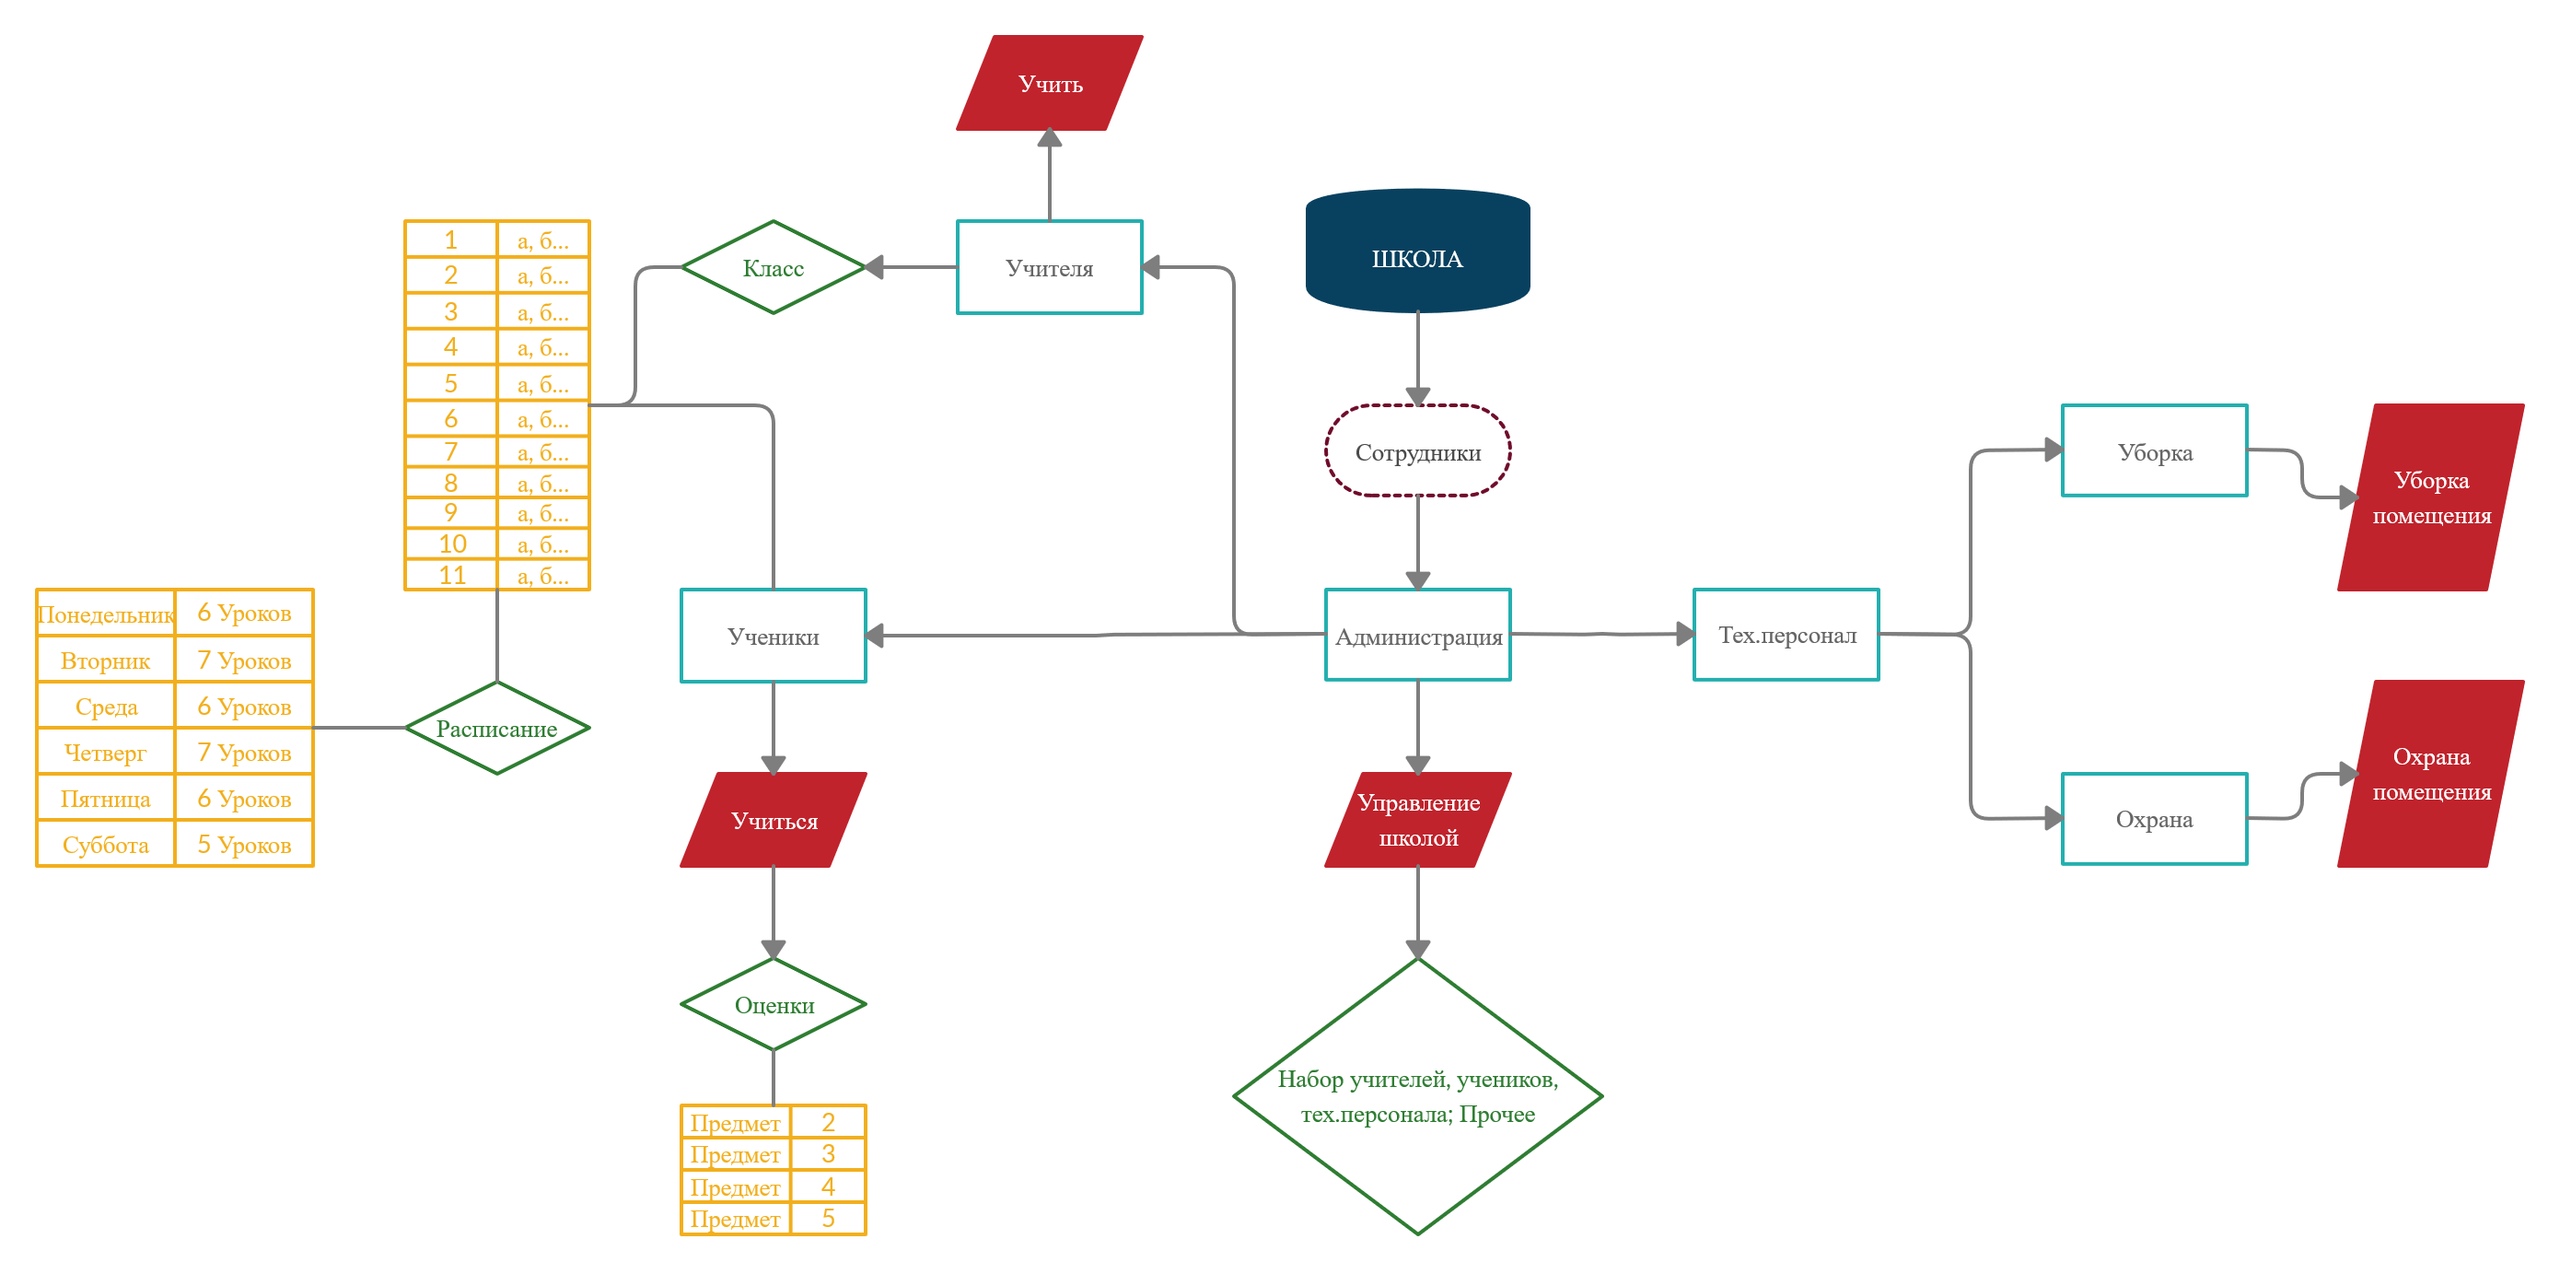 Учить
ШКОЛА
Учителя
Класс
1 а, б...
2 а, б...
3 а, б...
4 а, б...
5 а, б...
6 а, б...
7 а, б...
8 а, б...
9 а, б...
10 а, б...
11 а, б...
Сотрудники
Уборка
Уборка
помещения
Понедельник 6 Уроков
Вторник 7 Уроков
Среда 6 Уроков
Четверг 7 Уроков
Пятница 6 Уроков
Суббота 5 Уроков
Расписание
Ученики
Администрация
Тех.персонал
Учиться
Управление
школой
Охрана
Охрана
помещения
Оценки
Набор учителей, учеников,
тех.персонала; Прочее
Предмет 2
Предмет 3
Предмет 4
Предмет 5